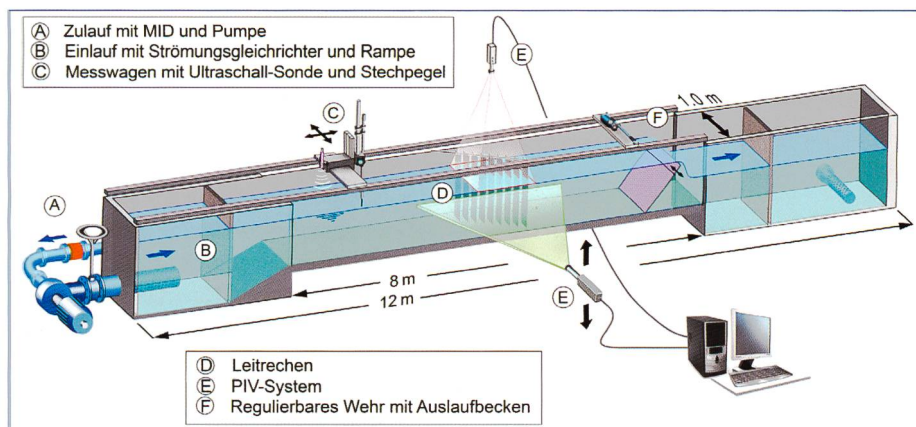 A Zulauf mit MID und Pumpe
B Einlauf mit Strömungsgleichrichter und Rampe
C Messwagen mit Ultraschall-Sonde und Stechpegel
E
C
F
1.0 m
D
A
B
8 m
12 m
E
D Leitrechen
E PIV-System
F Regulierbares Wehr mit Auslaufbecken